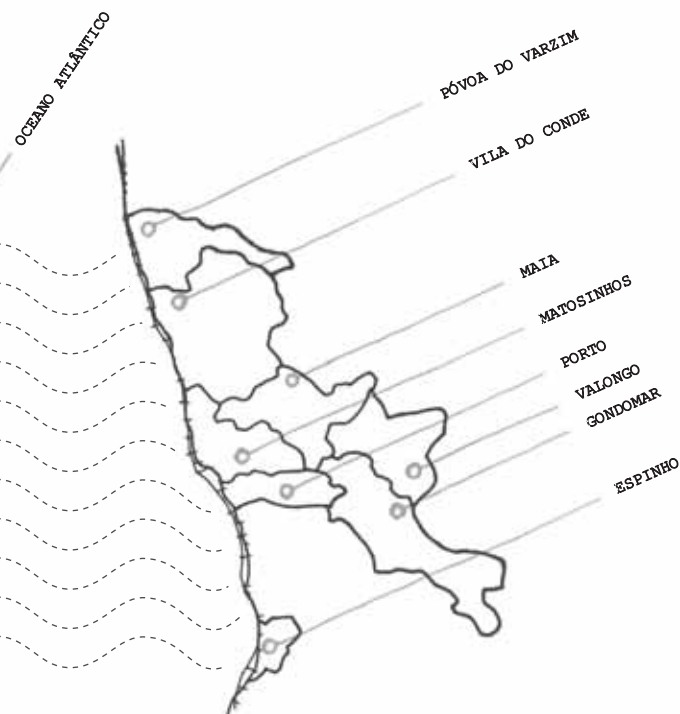 OCEANO ATLÂNTICO
PÓVOA DO VARZIM
VILA DO CONDE
MAIA
MATOSINHOS
PORTO
VALONGO
GONDOMAR
ESPINHO